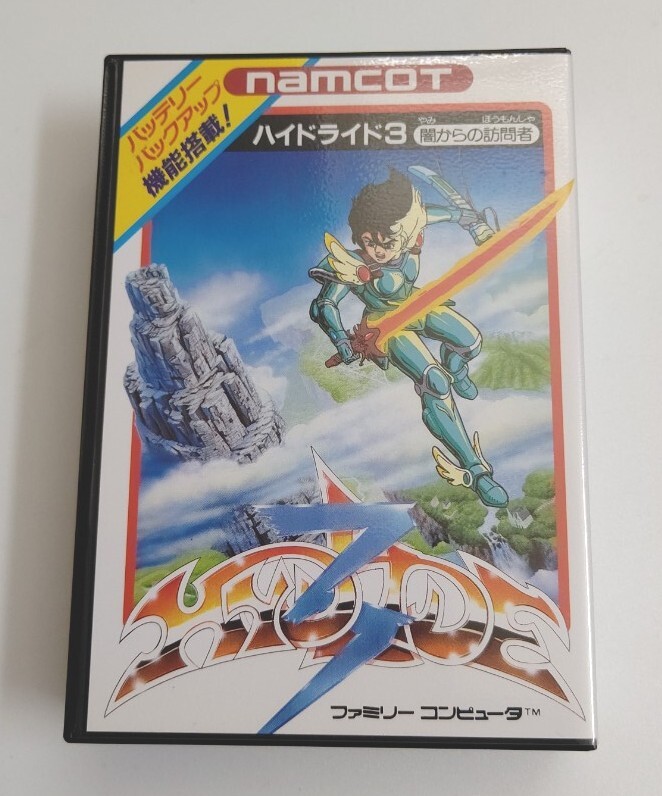 バッテリー
バックアップ
機能搭載!
namcoT
ハイドライド3 闇からの訪問者
やみ ほうもんしゃ
HYDLIDE
3
ファミリー コンピュータ™